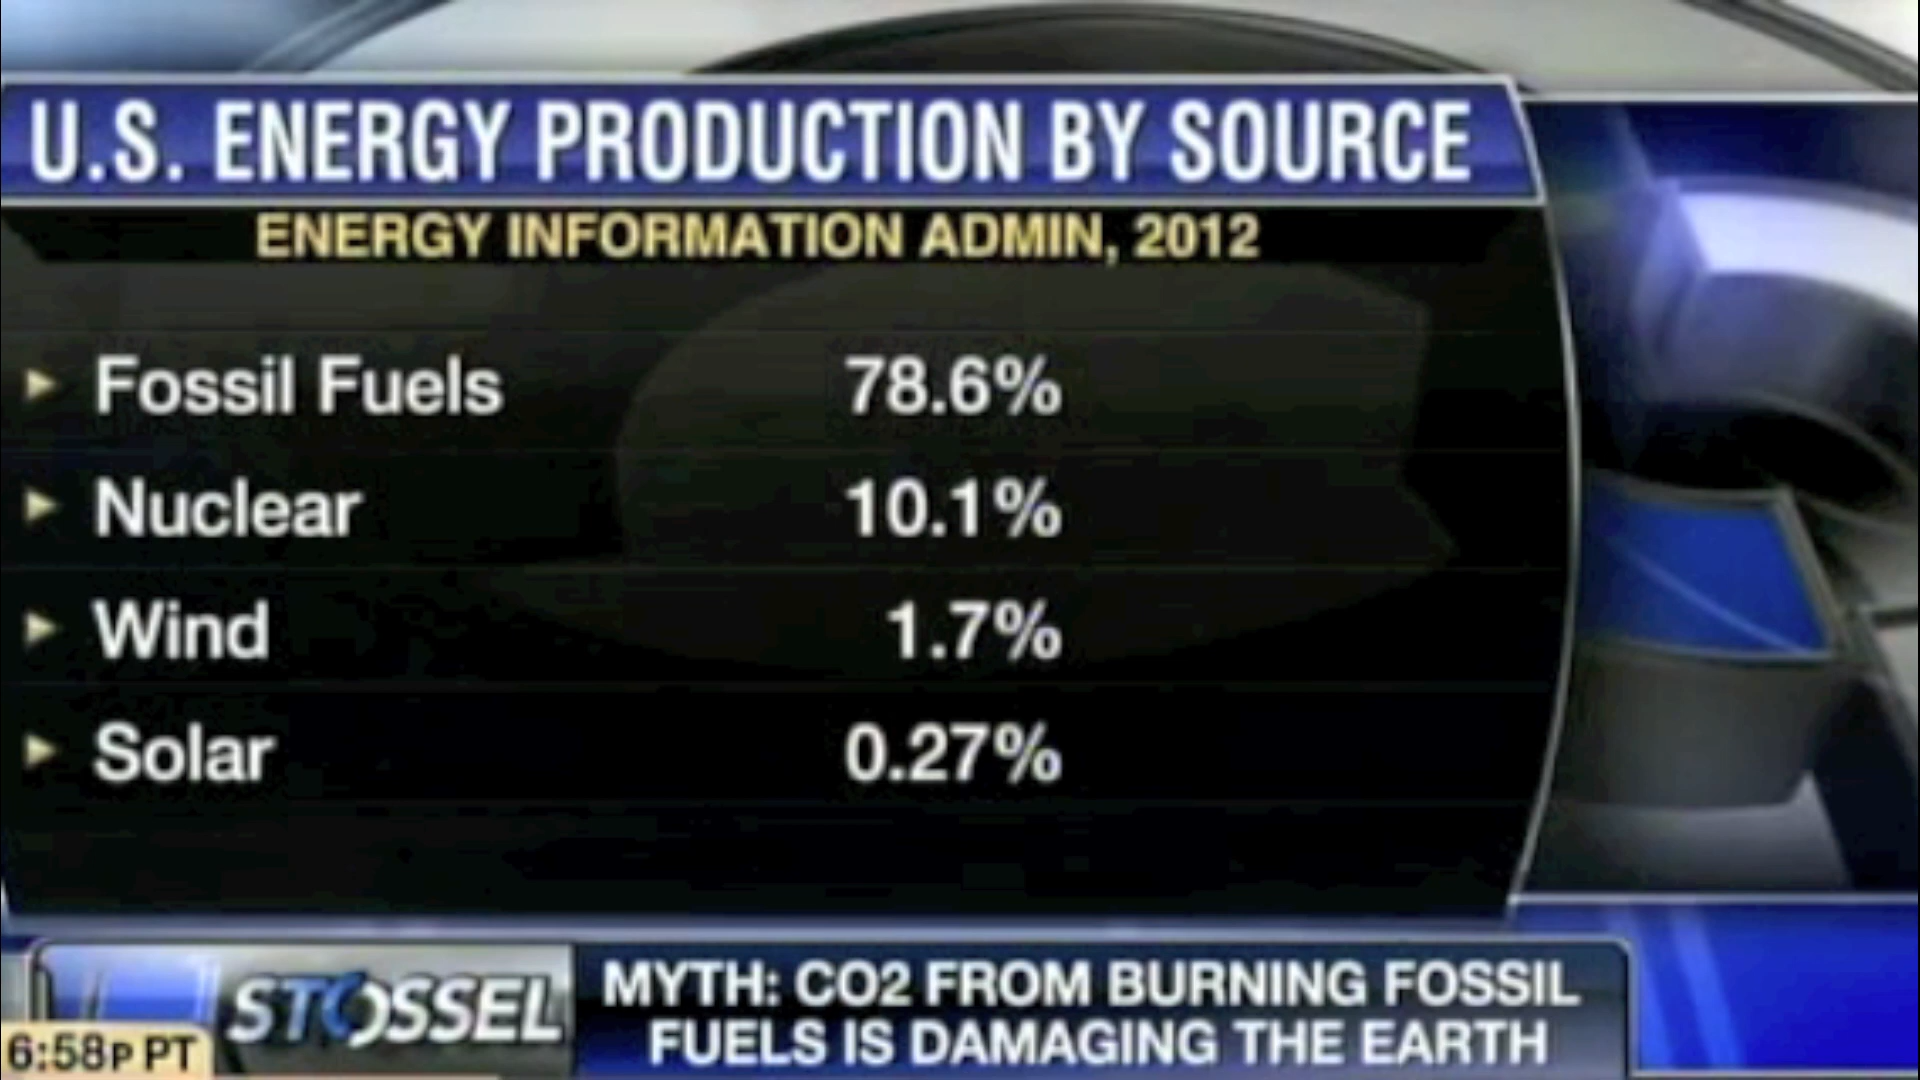 U.S. ENERGY PRODUCTION BY SOURCE
ENERGY INFORMATION ADMIN, 2012
Fossil Fuels 78.6%
Nuclear 10.1%
Wind 1.7%
Solar 0.27%
STOSSEL
MYTH: CO2 FROM BURNING FOSSIL
FUELS IS DAMAGING THE EARTH
6:58P PT